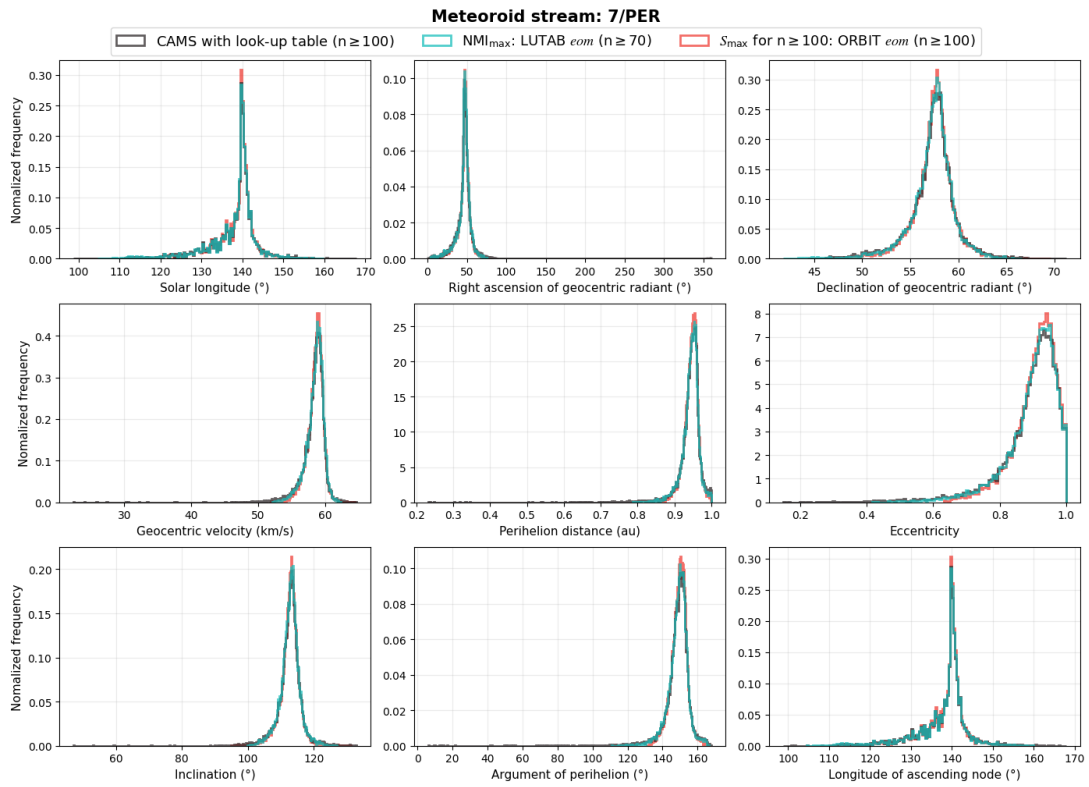 Meteoroid stream: 7/PER
CAMS with look-up table (n ≥ 100)
NMImax: LUTAB eom (n ≥ 70)
Smax for n ≥ 100: ORBIT eom (n ≥ 100)
Nomalized frequency
0.30
0.25
0.20
0.15
0.10
0.05
0.00
100 110 120 130 140 150 160 170
Solar longitude (°)
0.10
0.08
0.06
0.04
0.02
0.00
0 50 100 150 200 250 300 350
Right ascension of geocentric radiant (°)
0.30
0.25
0.20
0.15
0.10
0.05
0.00
45 50 55 60 65 70
Declination of geocentric radiant (°)
Nomalized frequency
0.4
0.3
0.2
0.1
0.0
30 40 50 60
Geocentric velocity (km/s)
25
20
15
10
5
0
0.2 0.3 0.4 0.5 0.6 0.7 0.8 0.9 1.0
Perihelion distance (au)
8
7
6
5
4
3
2
1
0
0.2 0.4 0.6 0.8 1.0
Eccentricity
Nomalized frequency
0.20
0.15
0.10
0.05
0.00
60 80 100 120
Inclination (°)
0.10
0.08
0.06
0.04
0.02
0.00
0 20 40 60 80 100 120 140 160
Argument of perihelion (°)
0.30
0.25
0.20
0.15
0.10
0.05
0.00
100 110 120 130 140 150 160 170
Longitude of ascending node (°)